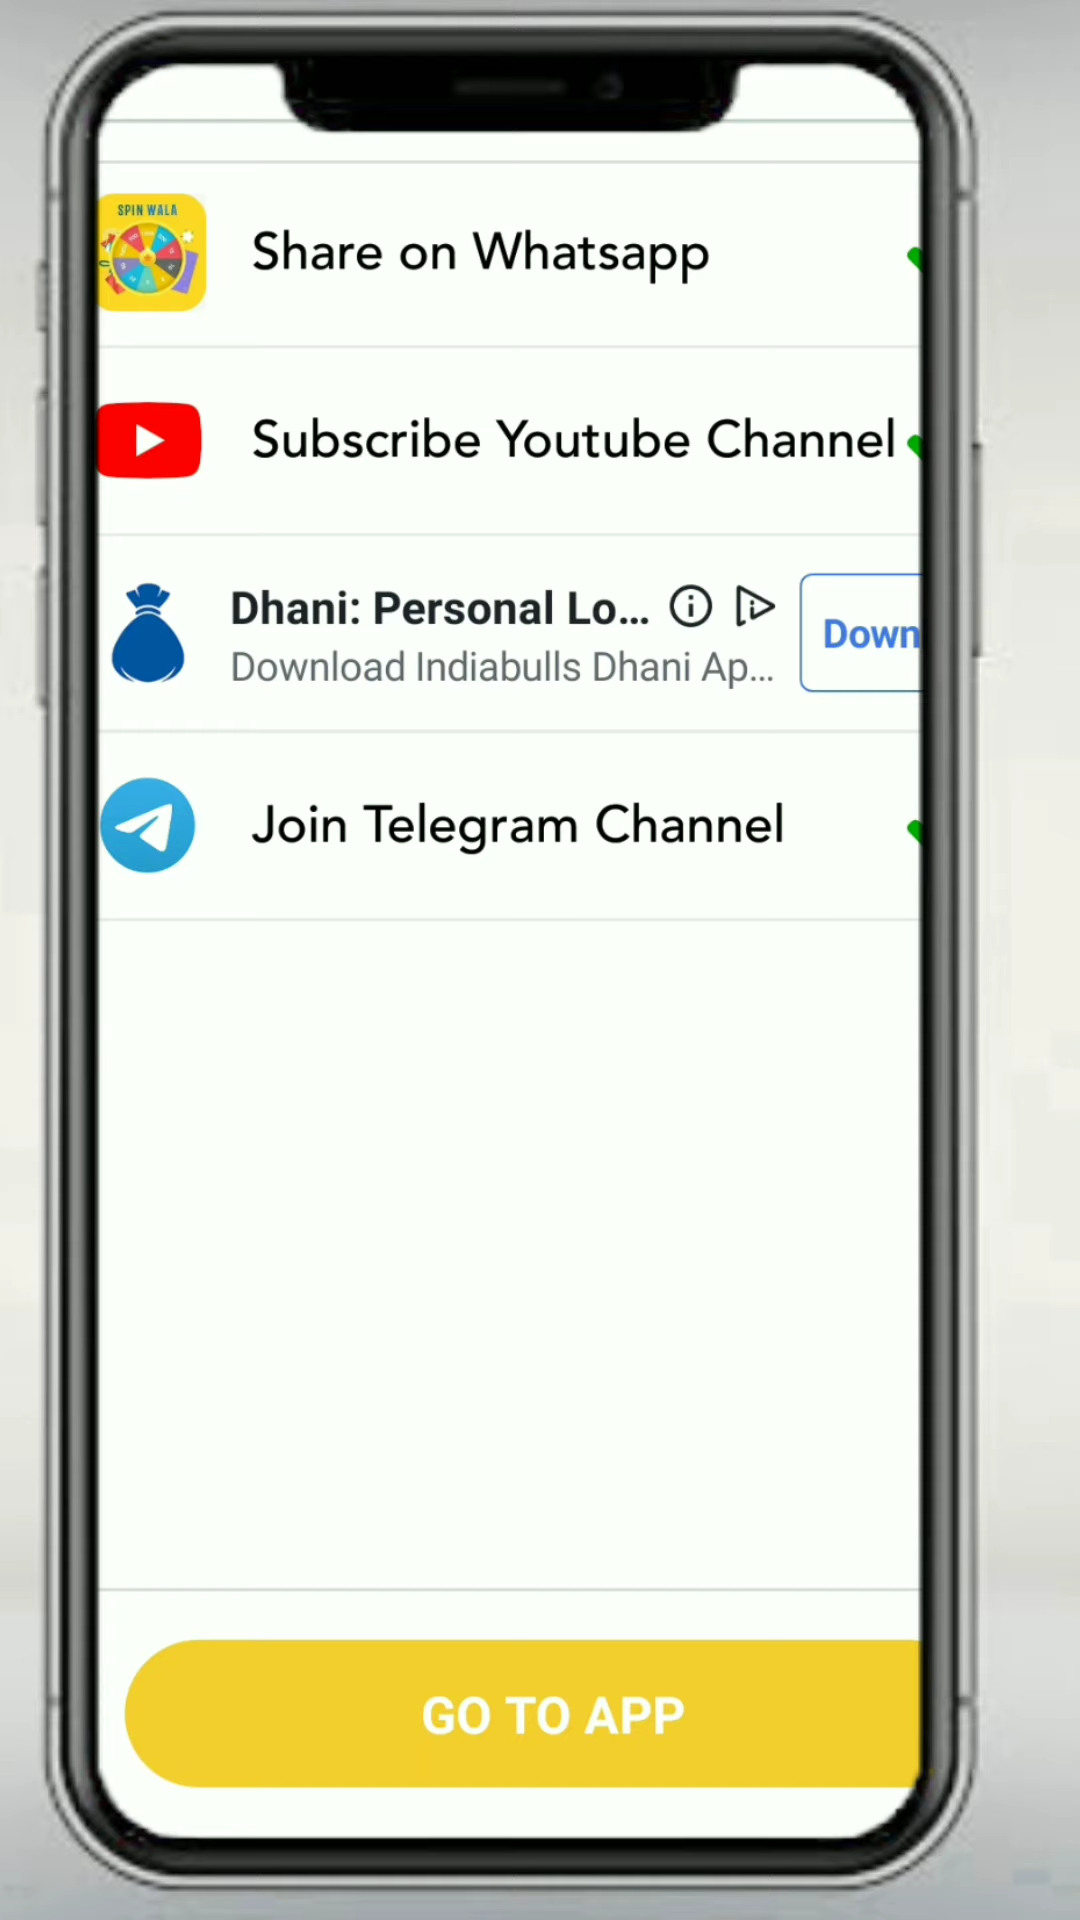 SPIN WALA
Share on Whatsapp
Subscribe Youtube Channel
Dhani: Personal Lo...
Down
Download Indiabulls Dhani Ap...
Join Telegram Channel
GO TO APP